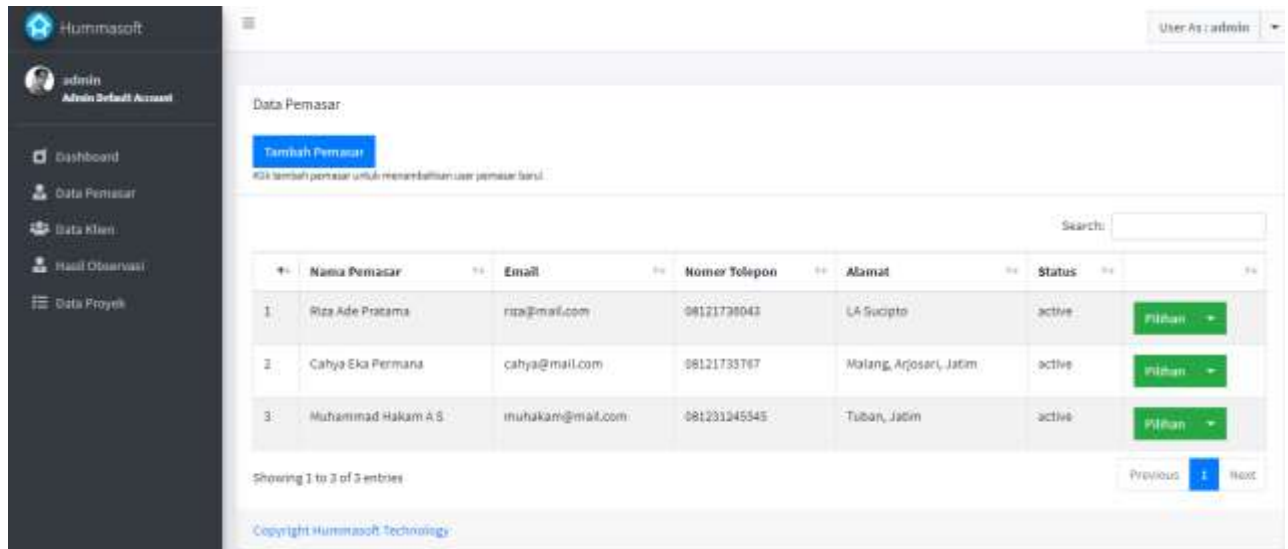 Hummasoft
User As : admin
admin
Admin Default Account
Dashboard
Data Pemasar
Data Klien
Hasil Observasi
Data Proyek
Data Pemasar
Tambah Pemasar
Klik tambah pemasar untuk menambahkan user pemasar baru!
Search:
Nama Pemasar Email Nomer Telepon Alamat Status
1 Riza Ade Pratama riza@mail.com 08121736043 LA Sucipto active Pilihan
2 Cahya Eka Permana cahya@mail.com 08121735767 Malang, Arjosari, Jatim active Pilihan
3 Muhammad Hakam A S muhakam@mail.com 081231245545 Tuban, Jatim active Pilihan
Showing 1 to 3 of 3 entries
Previous 1 Next
Copyright Hummasoft Technology